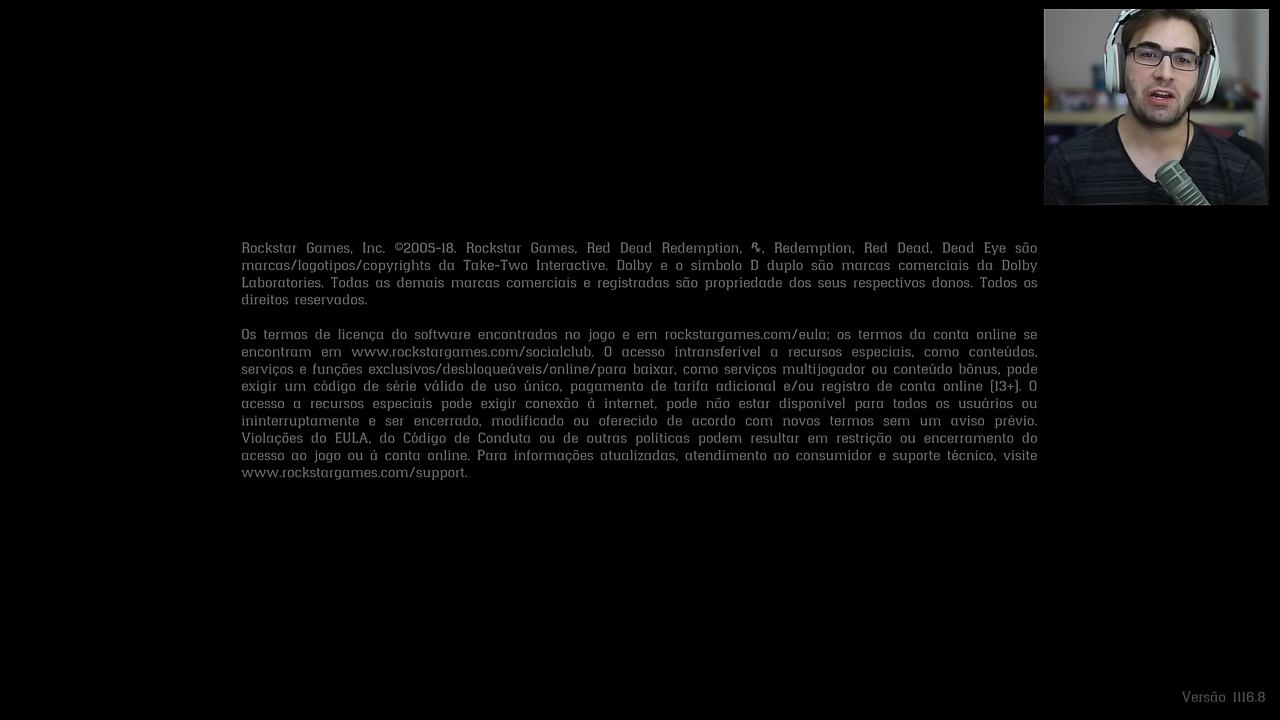 Rockstar Games, Inc. ©2005-18. Rockstar Games, Red Dead Redemption, R*, Redemption, Red Dead, Dead Eye são
marcas/logotipos/copyrights da Take-Two Interactive. Dolby e o símbolo D duplo são marcas comerciais da Dolby
Laboratories. Todas as demais marcas comerciais e registradas são propriedade dos seus respectivos donos. Todos os
direitos reservados.
Os termos de licença do software encontrados no jogo e em rockstargames.com/eula; os termos da conta online se
encontram em www.rockstargames.com/socialclub. O acesso intransferível a recursos especiais, como conteúdos,
serviços e funções exclusivos/desbloqueáveis/online/para baixar, como serviços multijogador ou conteúdo bônus, pode
exigir um código de série válido de uso único, pagamento de tarifa adicional e/ou registro de conta online (13+). O
acesso a recursos especiais pode exigir conexão à internet, pode não estar disponível para todos os usuários ou
ininterruptamente e ser encerrado, modificado ou oferecido de acordo com novos termos sem um aviso prévio.
Violações do EULA, do Código de Conduta ou de outras políticas podem resultar em restrição ou encerramento do
acesso ao jogo ou à conta online. Para informações atualizadas, atendimento ao consumidor e suporte técnico, visite
www.rockstargames.com/support.
Versão 1116.8